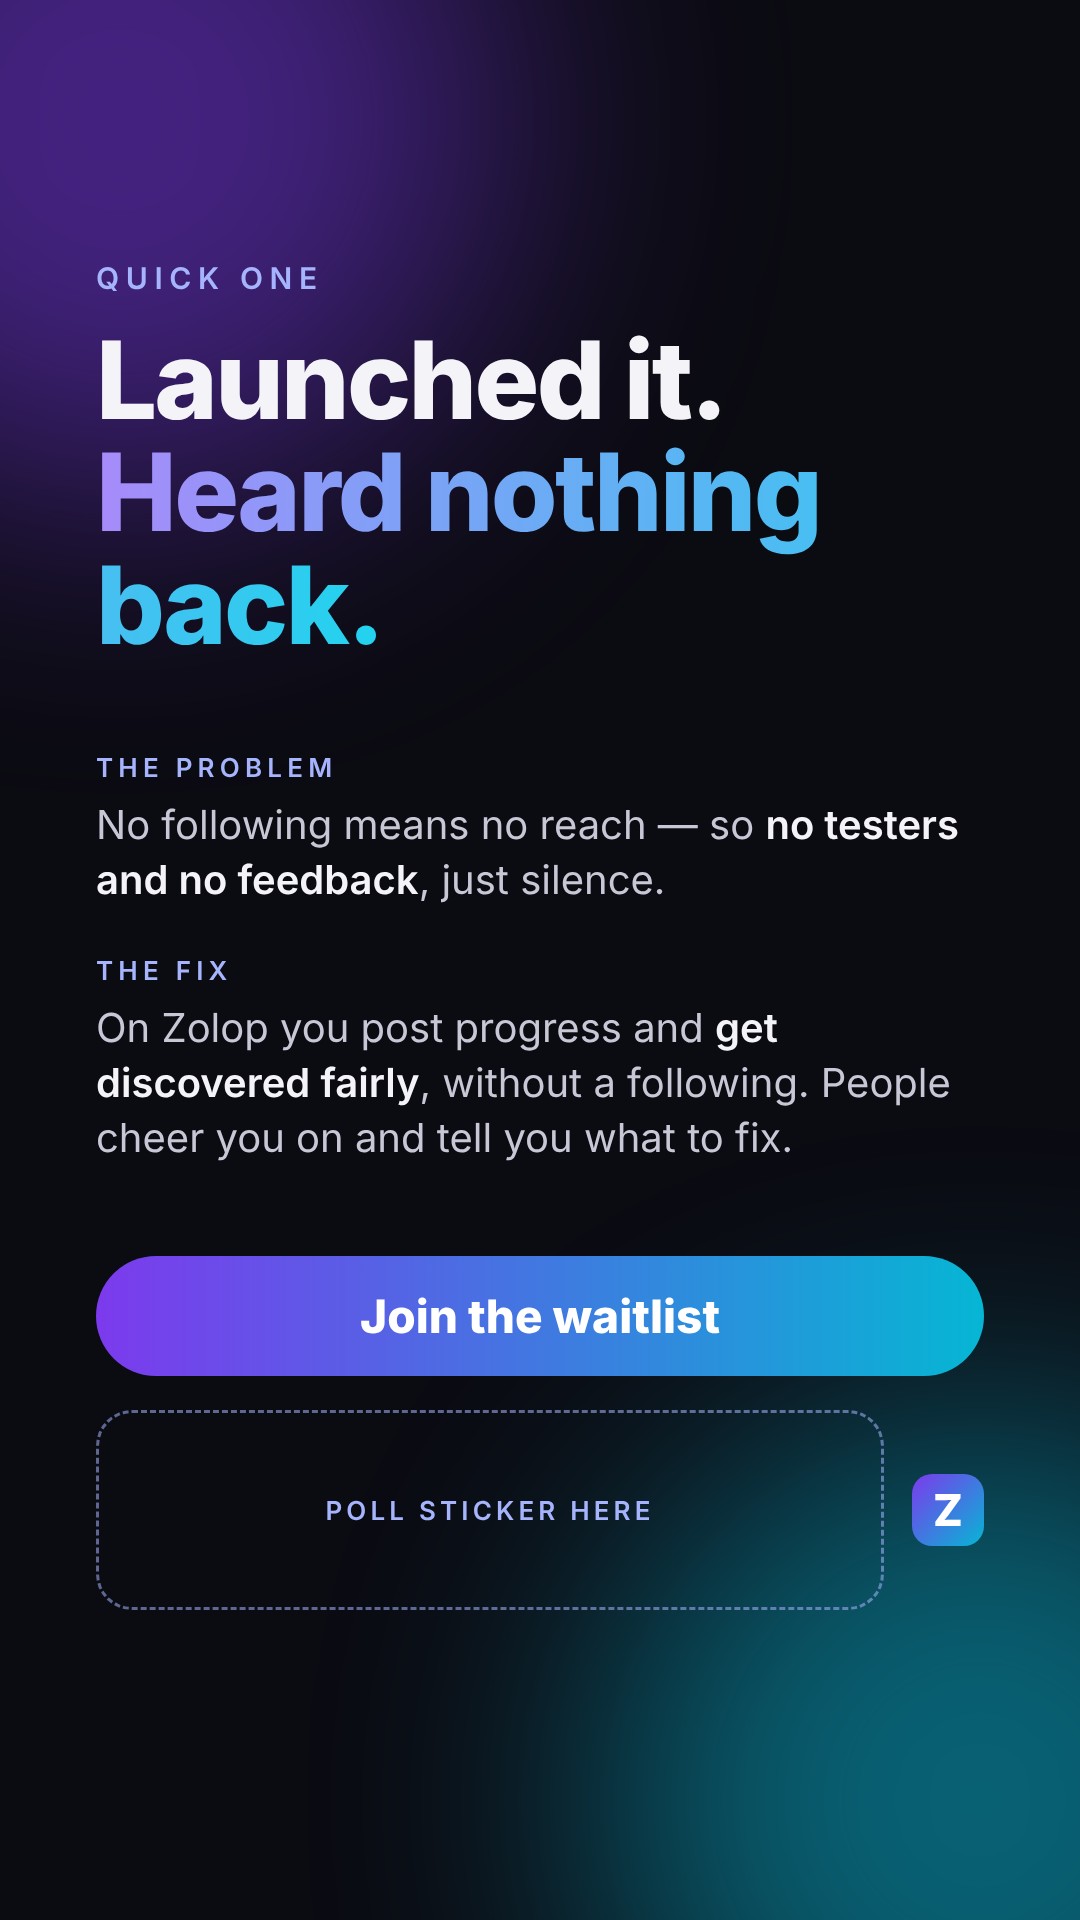 QUICK ONE
Launched it.
Heard nothing
back.
THE PROBLEM
No following means no reach — so no testers
and no feedback, just silence.
THE FIX
On Zolop you post progress and get
discovered fairly, without a following. People
cheer you on and tell you what to fix.
Join the waitlist
POLL STICKER HERE
Z